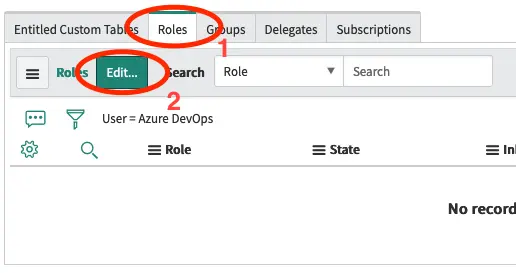 Entitled Custom Tables Roles Groups Delegates Subscriptions
1
Roles Edit... Search Role Search
2
User = Azure DevOps
Role State In
No record